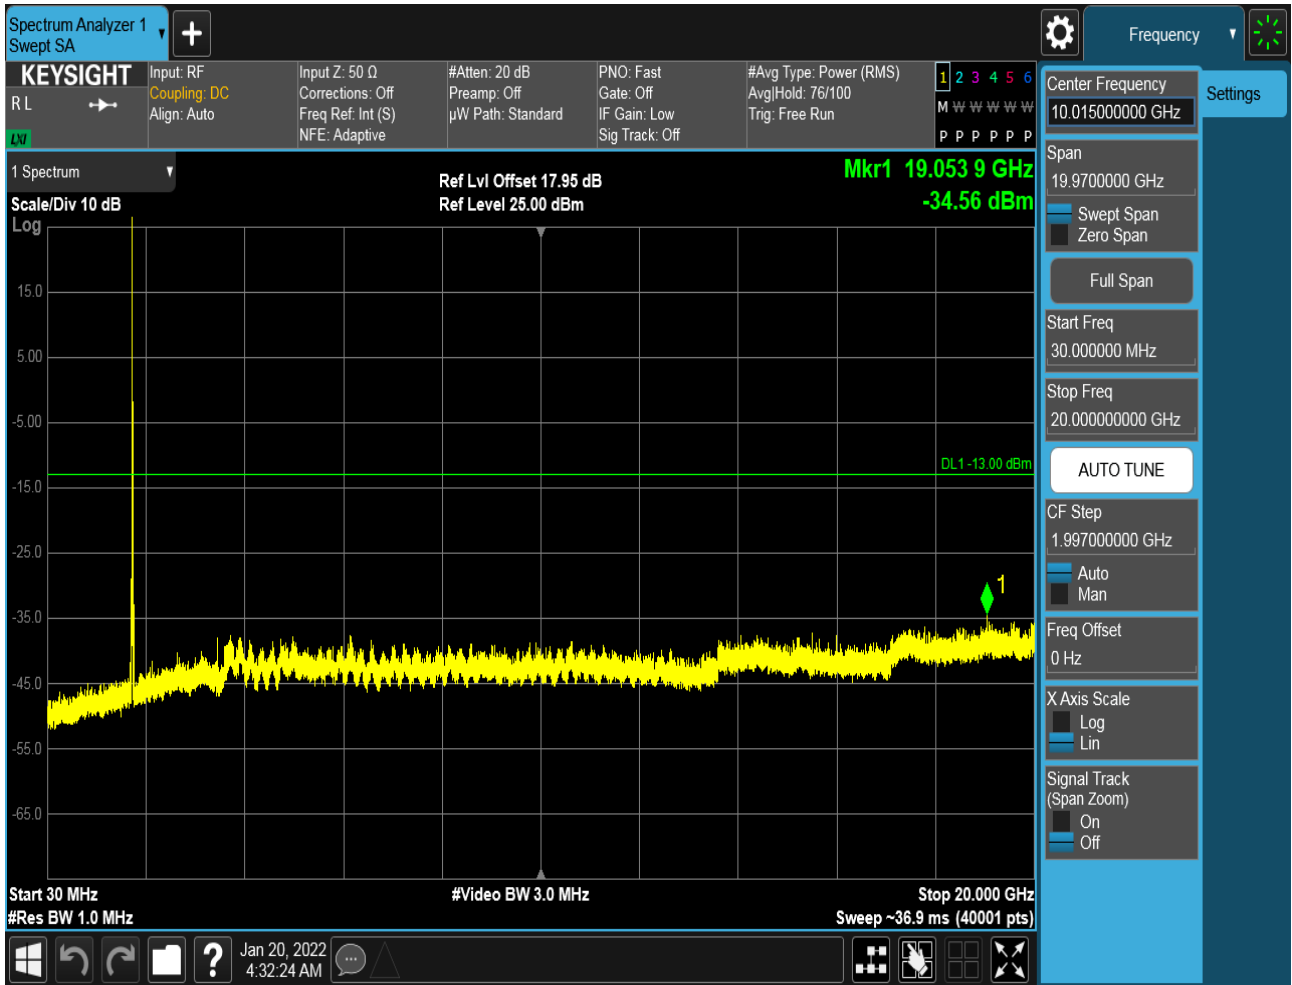 Spectrum Analyzer 1
Swept SA
Frequency
KEYSIGHT
R L
LXI
Input: RF
Coupling: DC
Align: Auto
Input Z: 50 Ω
Corrections: Off
Freq Ref: Int (S)
NFE: Adaptive
#Atten: 20 dB
Preamp: Off
µW Path: Standard
PNO: Fast
Gate: Off
IF Gain: Low
Sig Track: Off
#Avg Type: Power (RMS)
Avg|Hold: 76/100
Trig: Free Run
1 2 3 4 5 6
M W W W W W
P P P P P P
1 Spectrum
Scale/Div 10 dB
Log
Ref Lvl Offset 17.95 dB
Ref Level 25.00 dBm
Mkr1 19.053 9 GHz
-34.56 dBm
15.0
5.00
-5.00
-15.0
-25.0
-35.0
-45.0
-55.0
-65.0
DL1 -13.00 dBm
1
Start 30 MHz
#Res BW 1.0 MHz
#Video BW 3.0 MHz
Stop 20.000 GHz
Sweep ~36.9 ms (40001 pts)
Jan 20, 2022
4:32:24 AM
Center Frequency
10.015000000 GHz
Settings
Span
19.9700000 GHz
Swept Span
Zero Span
Full Span
Start Freq
30.000000 MHz
Stop Freq
20.000000000 GHz
AUTO TUNE
CF Step
1.997000000 GHz
Auto
Man
Freq Offset
0 Hz
X Axis Scale
Log
Lin
Signal Track
(Span Zoom)
On
Off